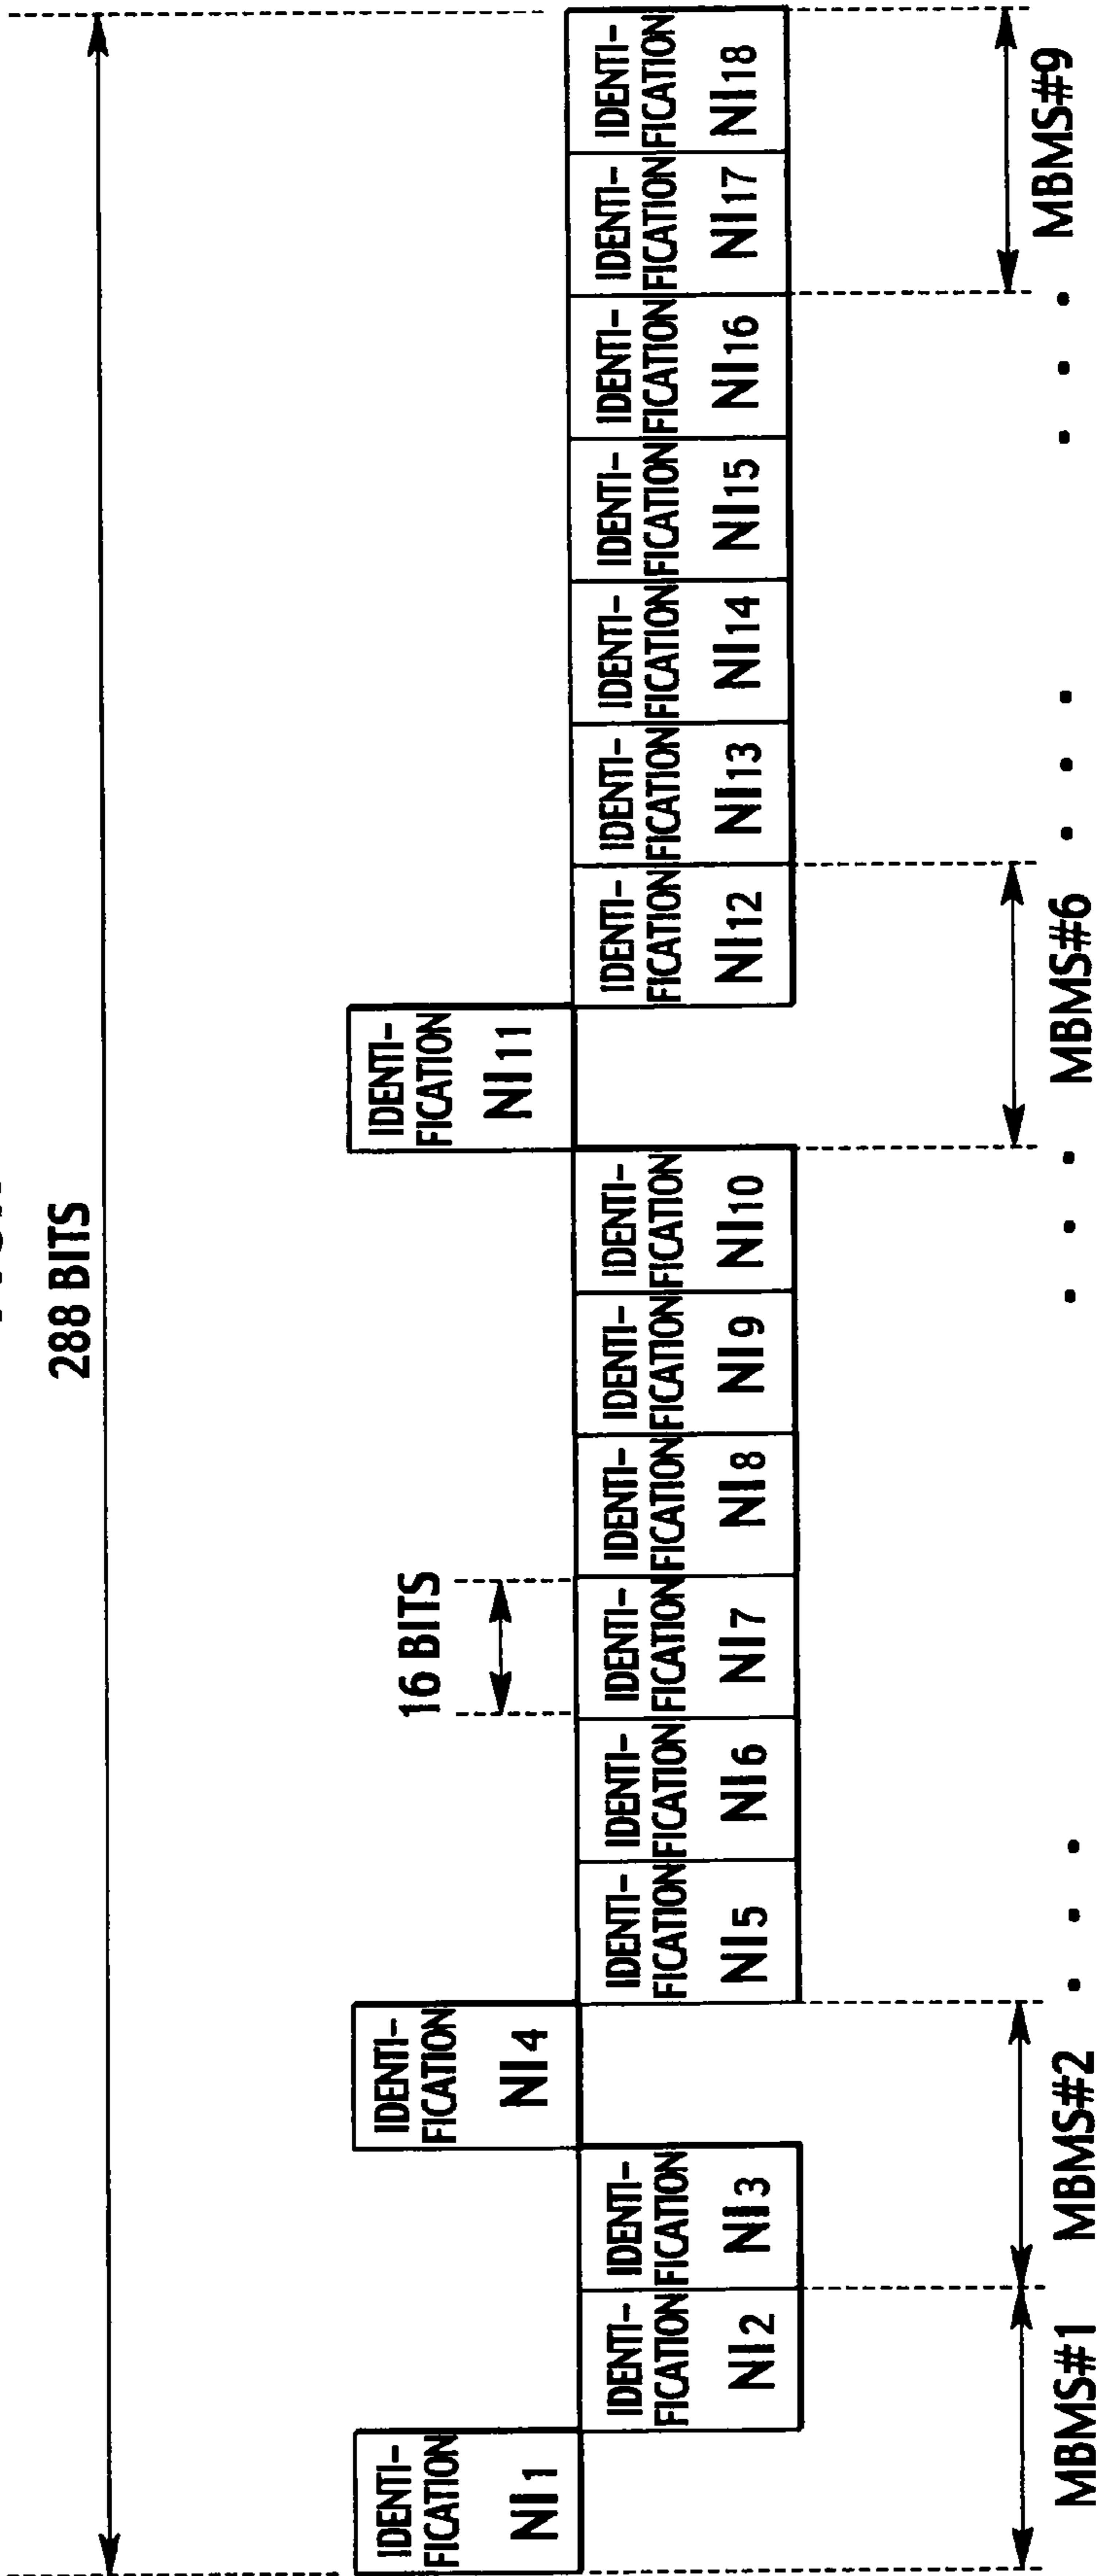 288 BITS
16 BITS
IDENTI-
FICATION
NI1
IDENTI-
FICATION
NI2
IDENTI-
FICATION
NI3
IDENTI-
FICATION
NI4
IDENTI-
FICATION
NI5
IDENTI-
FICATION
NI6
IDENTI-
FICATION
NI7
IDENTI-
FICATION
NI8
IDENTI-
FICATION
NI9
IDENTI-
FICATION
NI10
IDENTI-
FICATION
NI11
IDENTI-
FICATION
NI12
IDENTI-
FICATION
NI13
IDENTI-
FICATION
NI14
IDENTI-
FICATION
NI15
IDENTI-
FICATION
NI16
IDENTI-
FICATION
NI17
IDENTI-
FICATION
NI18
MBMS#1
MBMS#2
. . .
. . .
MBMS#6
. . .
. . .
MBMS#9